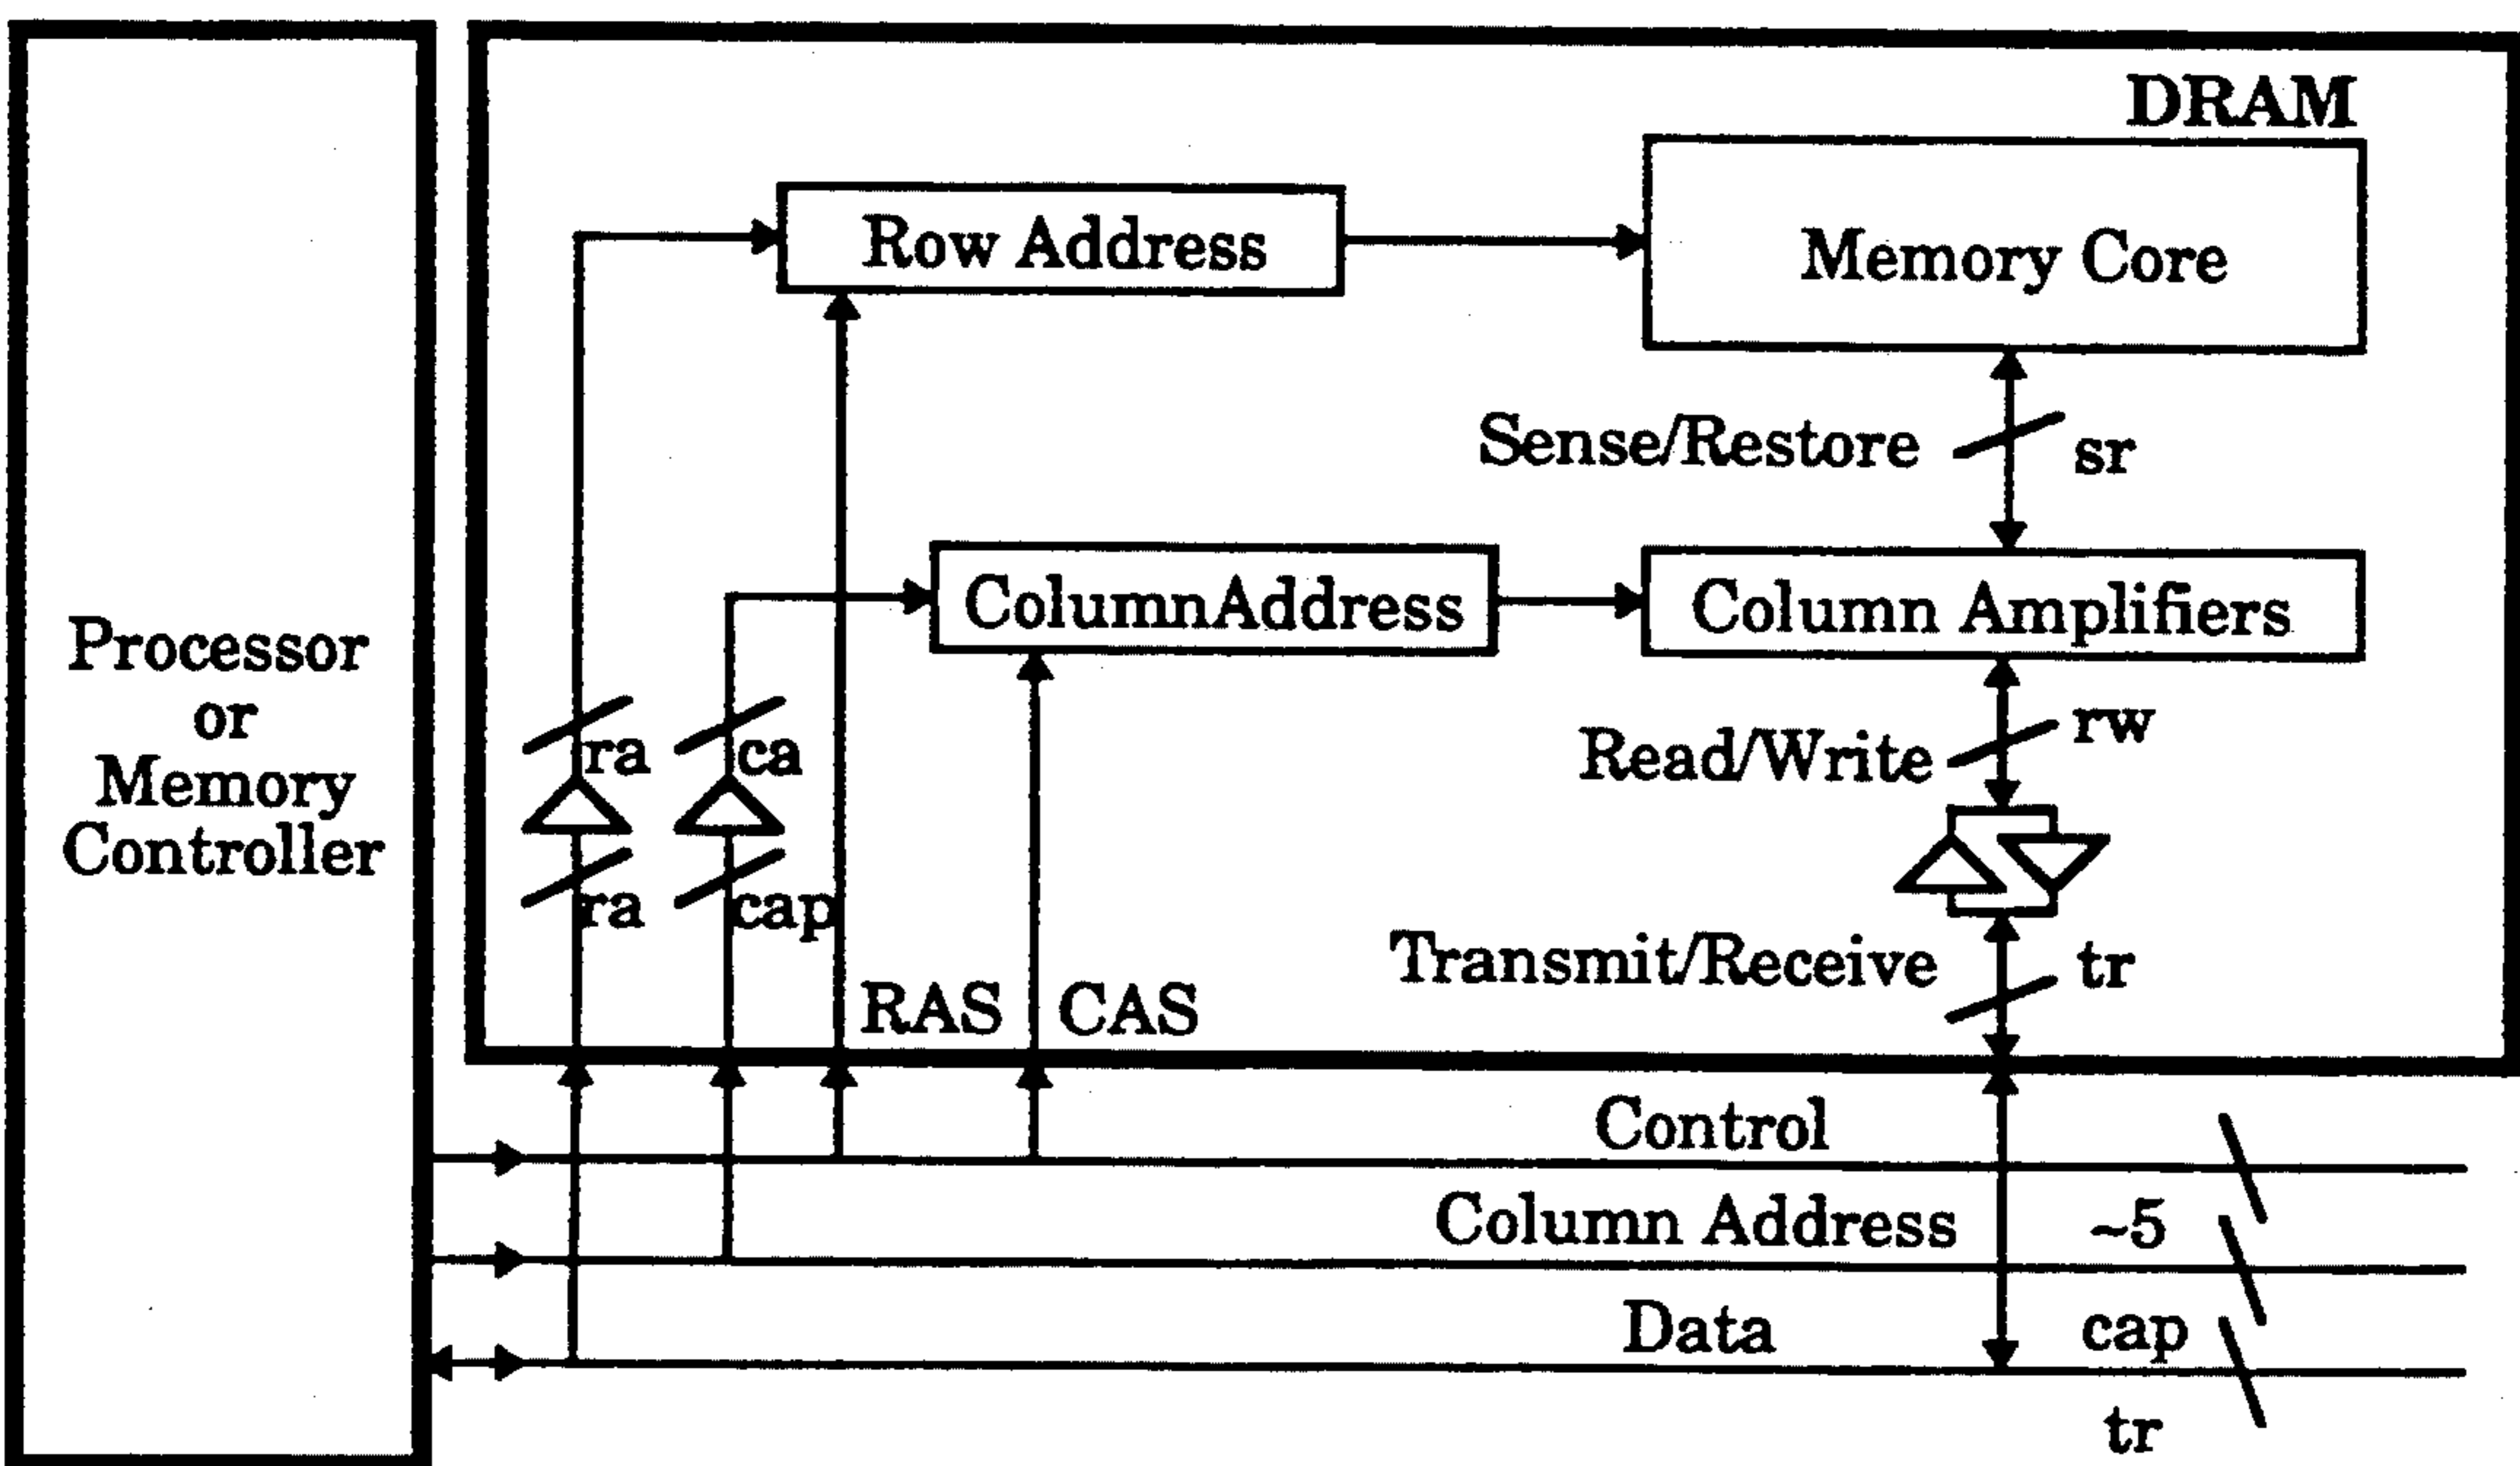 DRAM
Row Address
Memory Core
Sense/Restore
sr
ColumnAddress
Column Amplifiers
Processor
or
Memory
Controller
ra
ca
Read/Write
rw
ra
cap
Transmit/Receive
tr
RAS
CAS
Control
~5
Column Address
cap
Data
tr